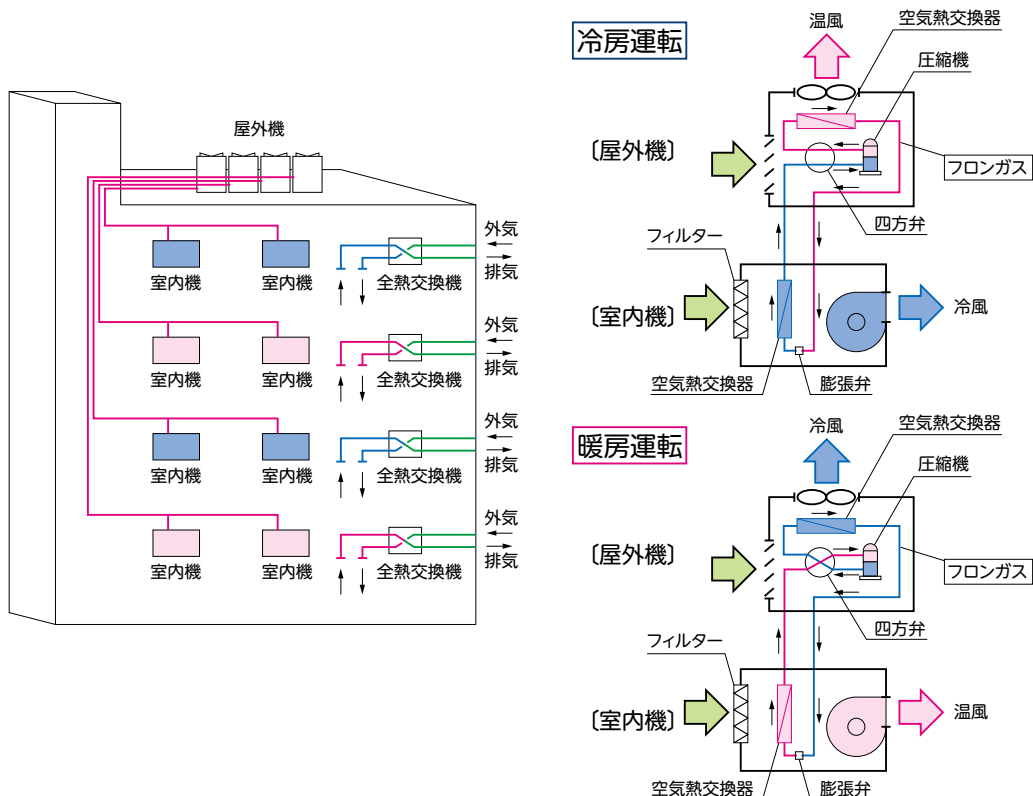 屋外機
外気
排気
室内機
室内機
全熱交換機
外気
排気
室内機
室内機
全熱交換機
外気
排気
室内機
室内機
全熱交換機
外気
排気
室内機
室内機
全熱交換機
冷房運転
温風
空気熱交換器
圧縮機
〔屋外機〕
フロンガス
四方弁
フィルター
〔室内機〕
冷風
空気熱交換器
膨張弁
暖房運転
冷風
空気熱交換器
圧縮機
〔屋外機〕
フロンガス
四方弁
フィルター
〔室内機〕
温風
空気熱交換器
膨張弁